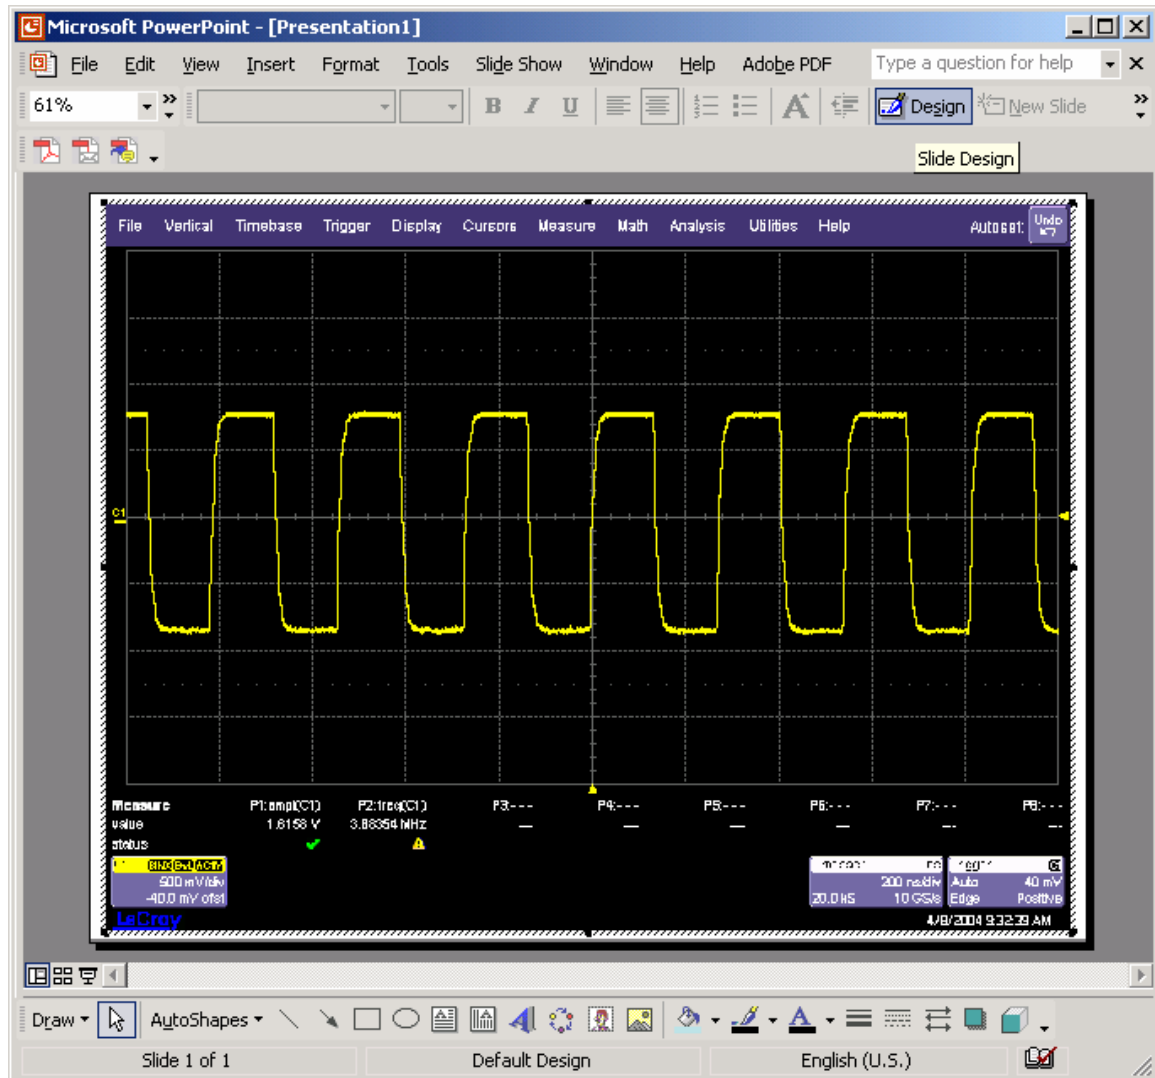 Microsoft PowerPoint - [Presentation1]
File Edit View Insert Format Tools Slide Show Window Help Adobe PDF Type a question for help
61% B I U A Design New Slide
Slide Design
File Vertical Timebase Trigger Display Cursors Measure Math Analysis Utilities Help Autoset: Undo
C1
Measure P1:ampl(C1) P2:freq(C1) P3:--- P4:--- P5:--- P6:--- P7:--- P8:---
value 1.6158 V 3.68354 MHz
status
500 mV/div 200 ns/div Auto 40 mV
-40.0 mV ofst 20.0 kS 10 GS/s Edge Positive
LeCroy 4/8/2004 9:32:39 AM
Draw AutoShapes A
Slide 1 of 1 Default Design English (U.S.)